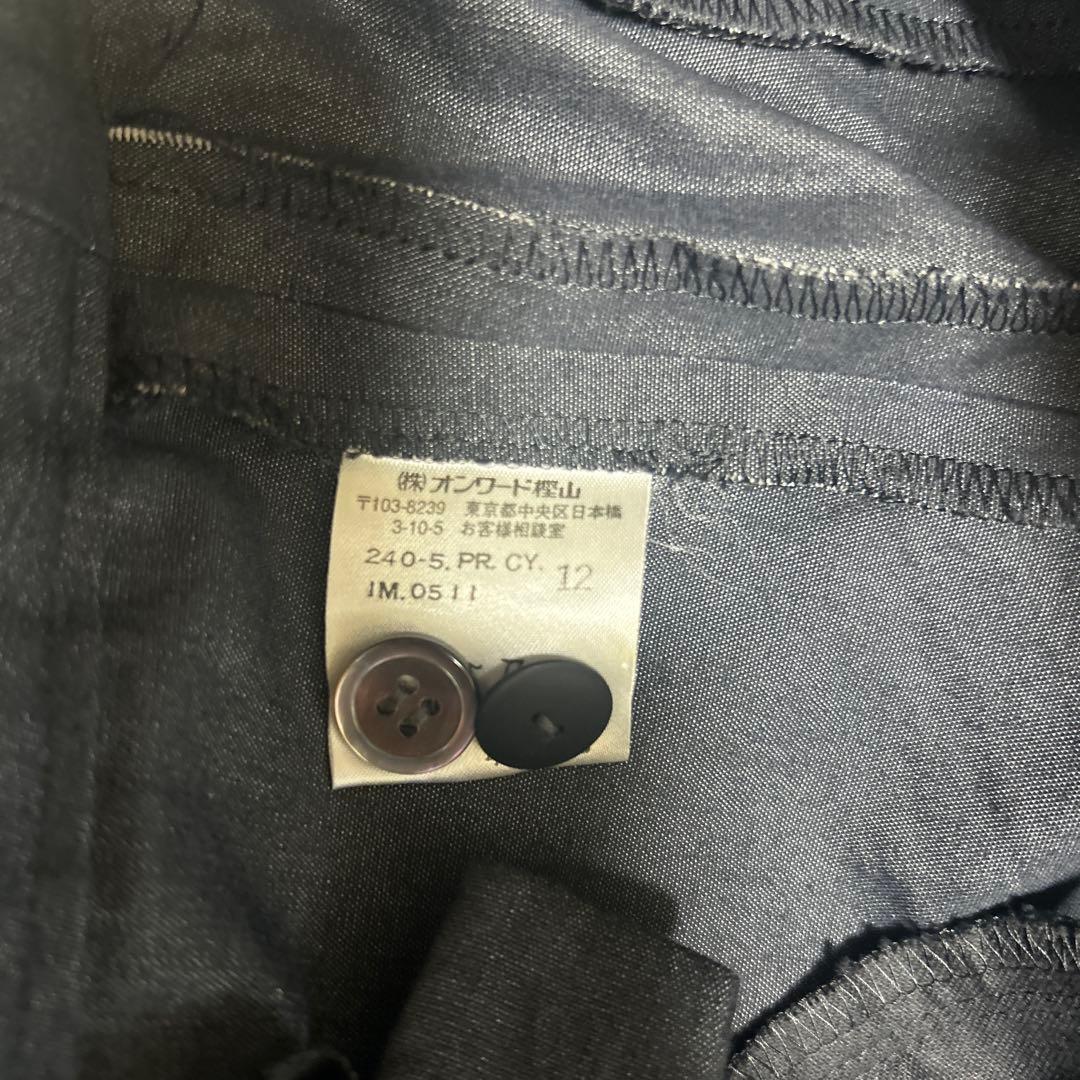 (株)オンワード樫山
〒103-8239 東京都中央区日本橋
3-10-5 お客様相談室
240-5. PR. CY. 12
IM. 0511